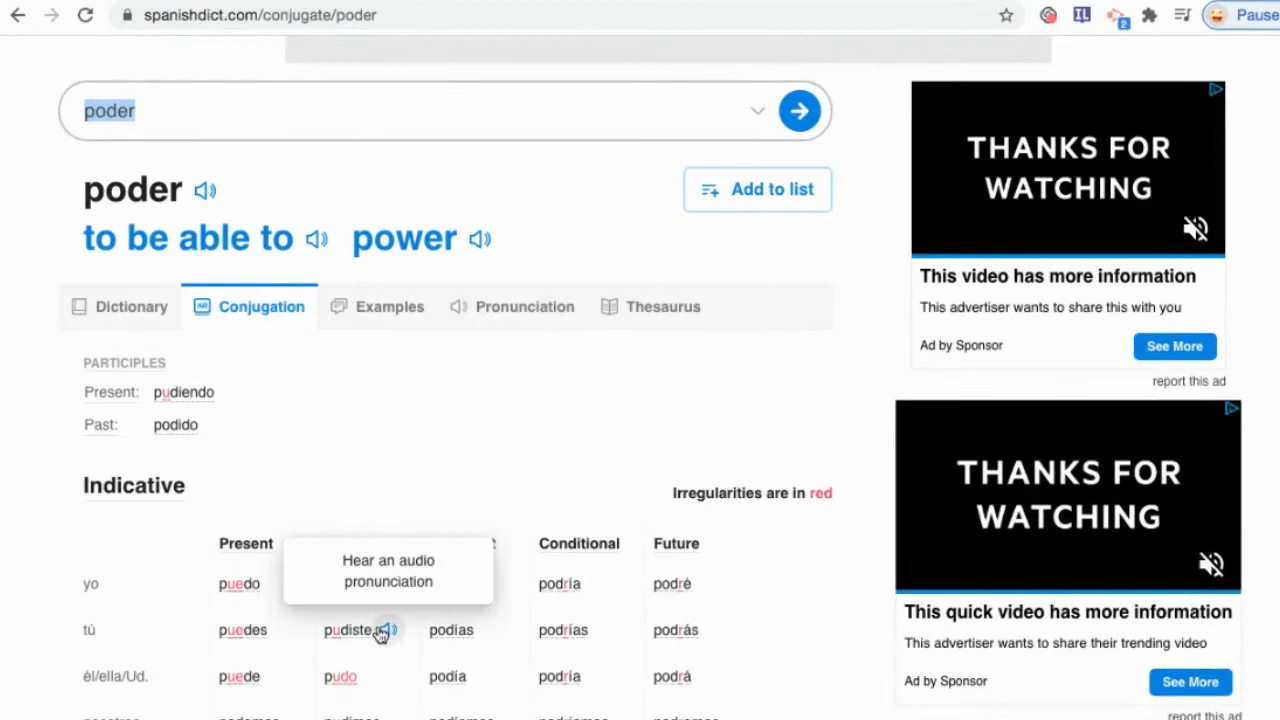 spanishdict.com/conjugate/poder
2
Pause
poder
poder
Add to list
to be able to power
Dictionary Conjugation Examples Pronunciation Thesaurus
PARTICIPLES
Present: pudiendo
Past: podido
Indicative
Irregularities are in red
Present Conditional Future
Hear an audio
pronunciation
yo puedo podría podré
tú puedes pudiste podías podrías podrás
él/ella/Ud. puede pudo podía podría podrá
THANKS FOR
WATCHING
This video has more information
This advertiser wants to share this with you
Ad by Sponsor
See More
report this ad
THANKS FOR
WATCHING
This quick video has more information
This advertiser wants to share their trending video
Ad by Sponsor
See More
report this ad